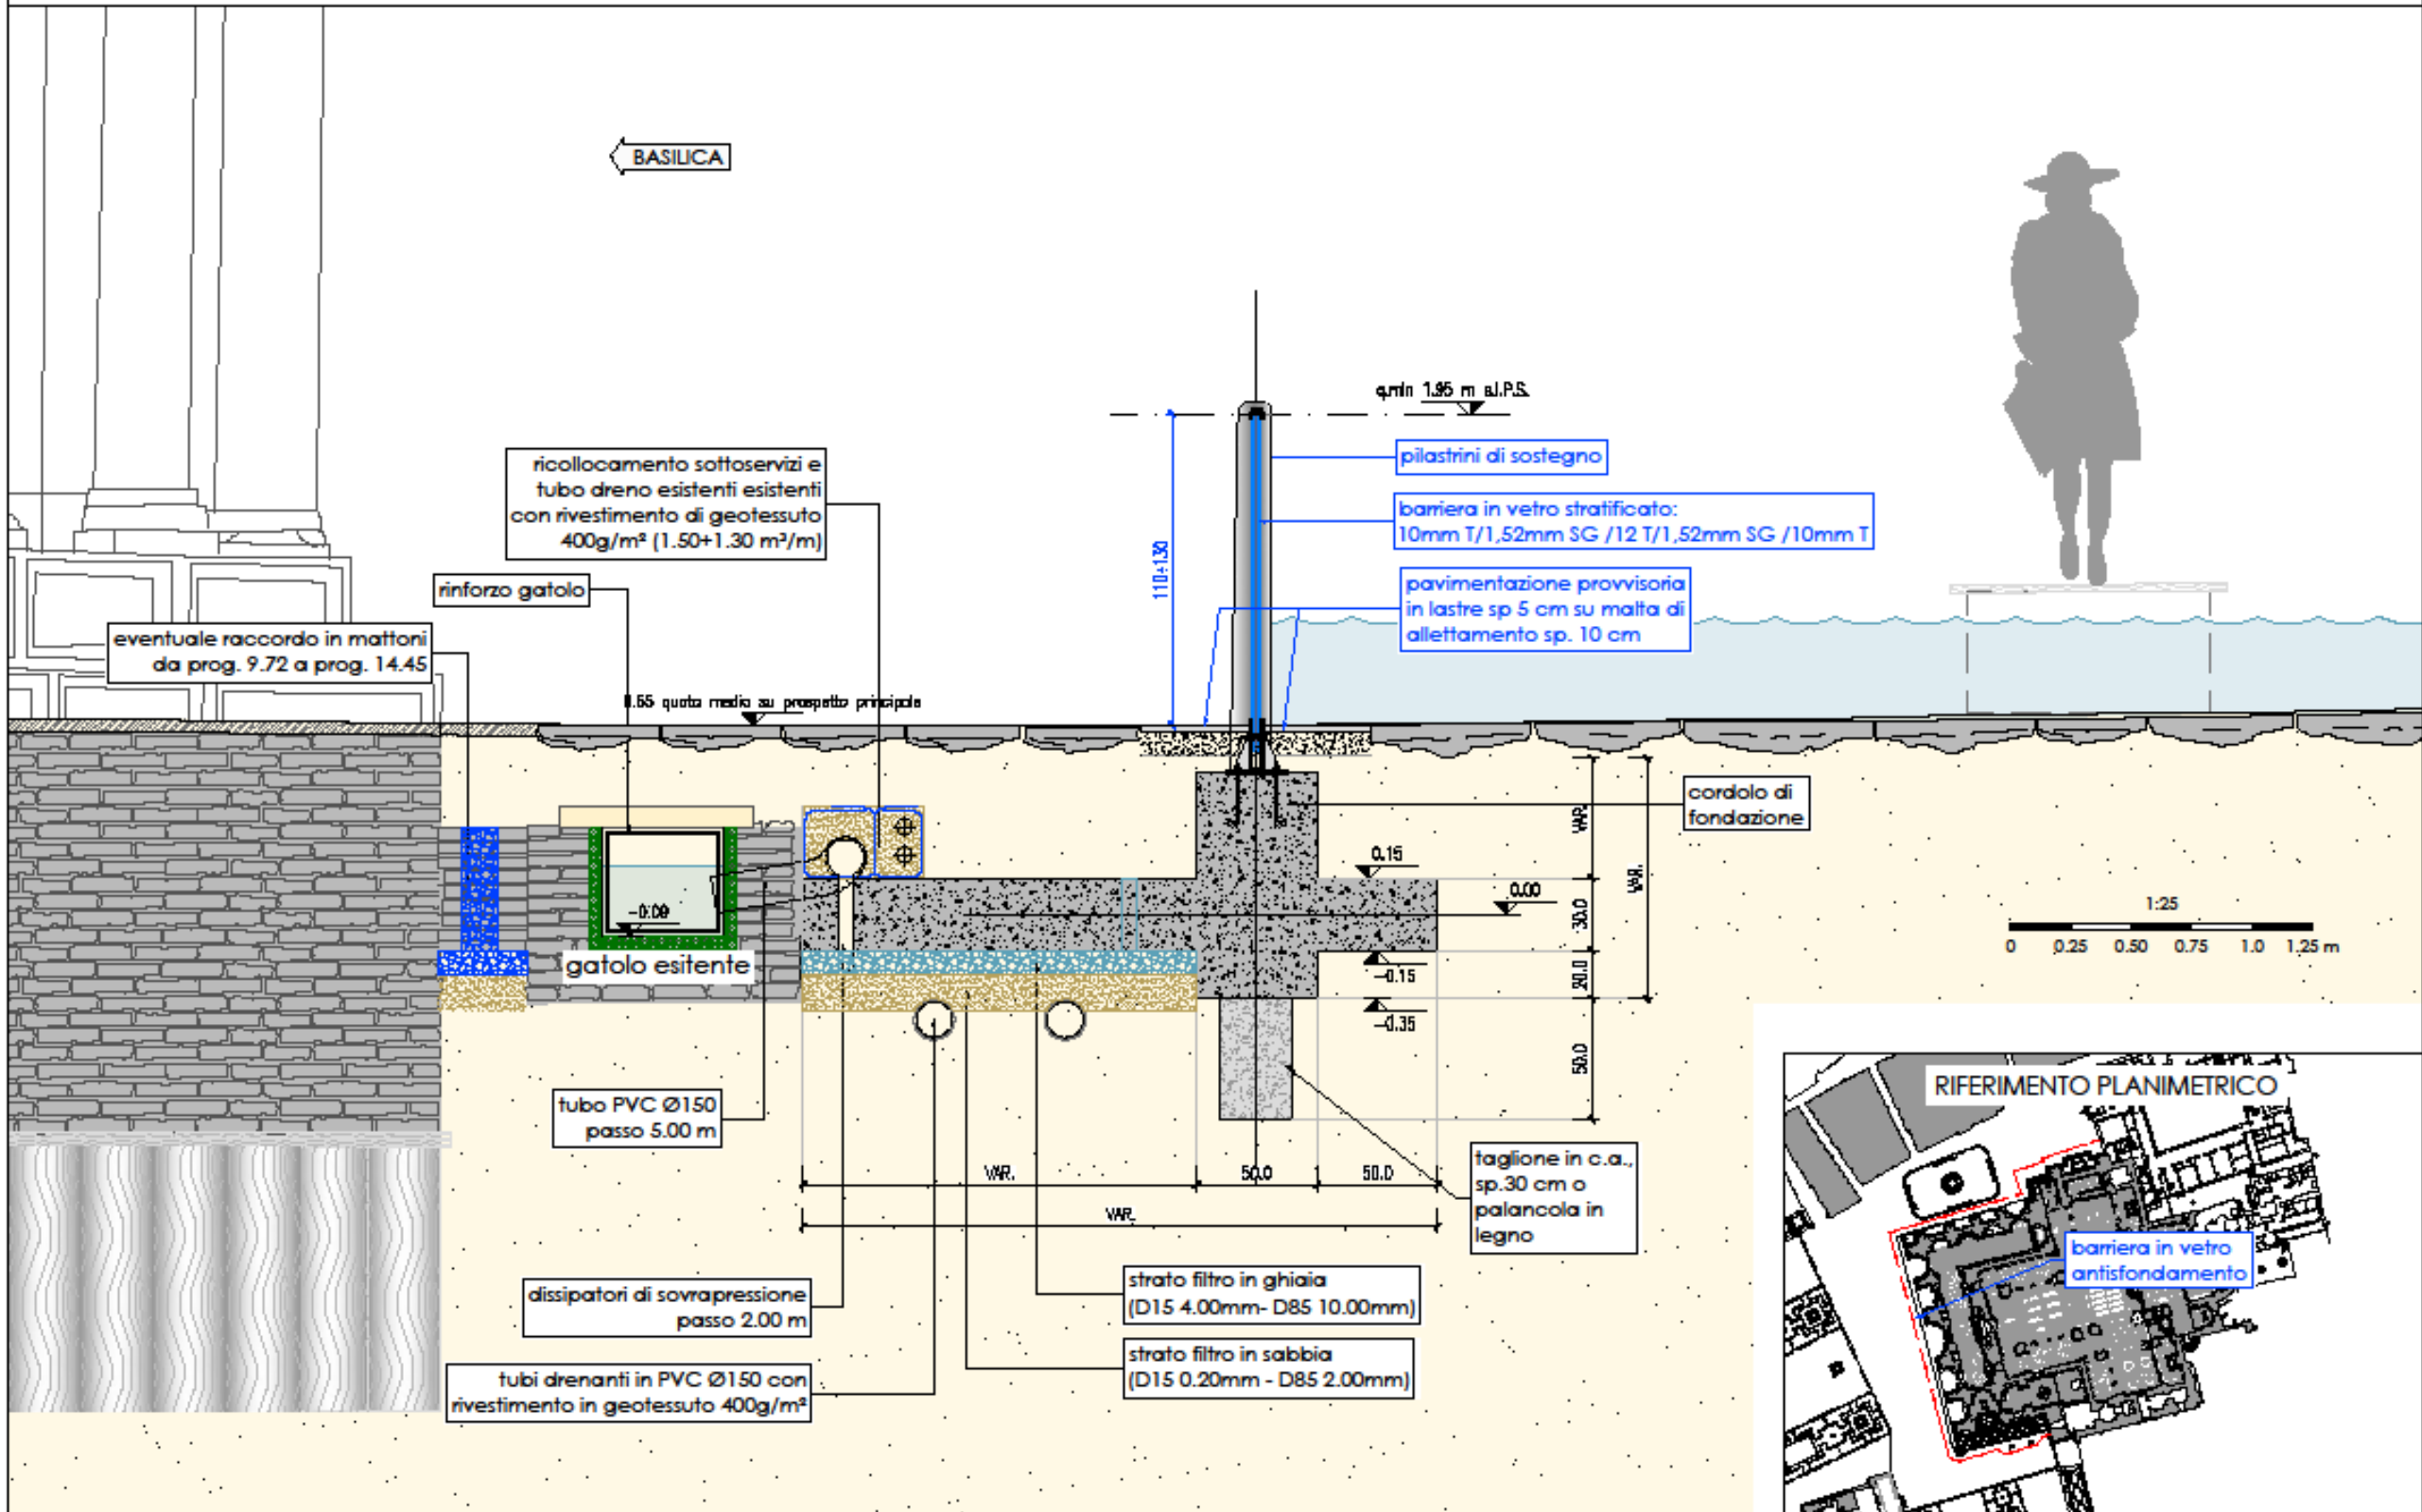 BASILICA
q.min 1.95 m s.l.P.S.
pilastrini di sostegno
ricollocamento sottoservizi e
tubo dreno esistenti esistenti
con rivestimento di geotessuto
400g/m² (1.50+1.30 m³/m)
barriera in vetro stratificato:
10mm T/1,52mm SG /12 T/1,52mm SG /10mm T
110÷130
rinforzo gatolo
pavimentazione provvisoria
in lastre sp 5 cm su malta di
allettamento sp. 10 cm
eventuale raccordo in mattoni
da prog. 9.72 a prog. 14.45
quota media su prospetto principale
cordolo di
fondazione
VAR.
0.15
VAR.
0.00
30.0
-0.09
gatolo esitente
-0.15
20.0
-0.35
50.0
1:25
0 0.25 0.50 0.75 1.0 1.25 m
tubo PVC Ø150
passo 5.00 m
VAR.
50.0
50.0
VAR.
taglione in c.a.,
sp.30 cm o
palancola in
legno
dissipatori di sovrapressione
passo 2.00 m
strato filtro in ghiaia
(D15 4.00mm- D85 10.00mm)
strato filtro in sabbia
(D15 0.20mm - D85 2.00mm)
tubi drenanti in PVC Ø150 con
rivestimento in geotessuto 400g/m²
RIFERIMENTO PLANIMETRICO
barriera in vetro
antisfondamento